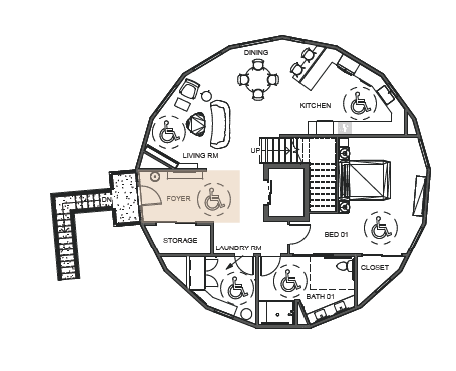 DINING
KITCHEN
LIVING RM
UP
DN
FOYER
STORAGE
LAUNDRY RM
BED 01
CLOSET
BATH 01